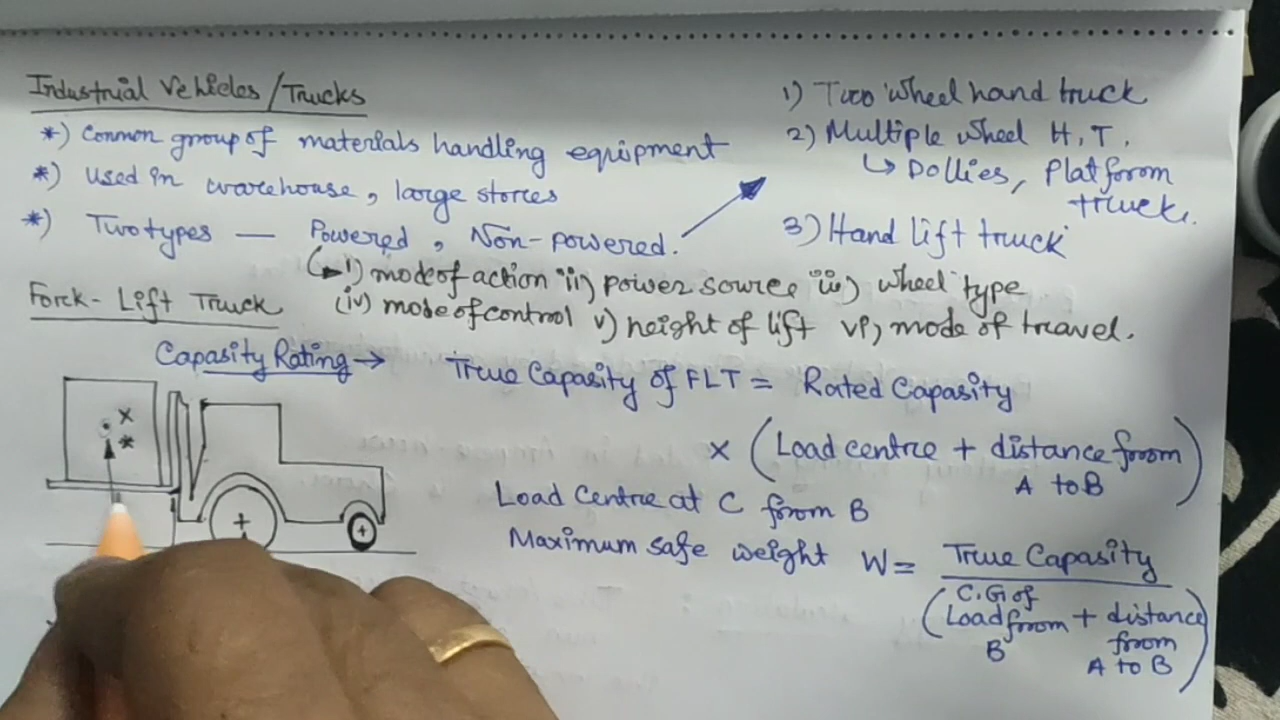 Industrial Vehicles/Trucks
*) Common group of materials handling equipment
*) used in warehouse, large stores
*) Two types — Powered, Non-powered.
1) Two wheel hand truck
2) Multiple wheel H.T.
↳ Dollies, Platform
truck.
3) Hand lift truck
i) mode of action ii) power source iii) wheel type
(iv) mode of control v) height of lift vi) mode of travel.
Fork-Lift Truck
Capasity Rating → True Capasity of FLT = Rated Capasity
× (Load centre + distance from
A to B)
Load Centre at C from B
Maximum safe weight W = True Capasity
(C.G of
Load from + distance
B from
A to B)